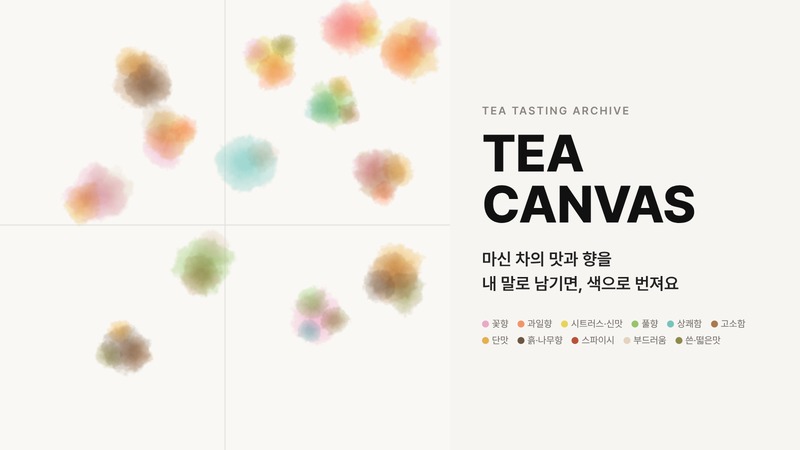 TEA TASTING ARCHIVE
TEA
CANVAS
마신 차의 맛과 향을
내 말로 남기면, 색으로 번져요
꽃향 과일향 시트러스·신맛 풀향 상쾌함 고소함
단맛 흙·나무향 스파이시 부드러움 쓴·떫은맛